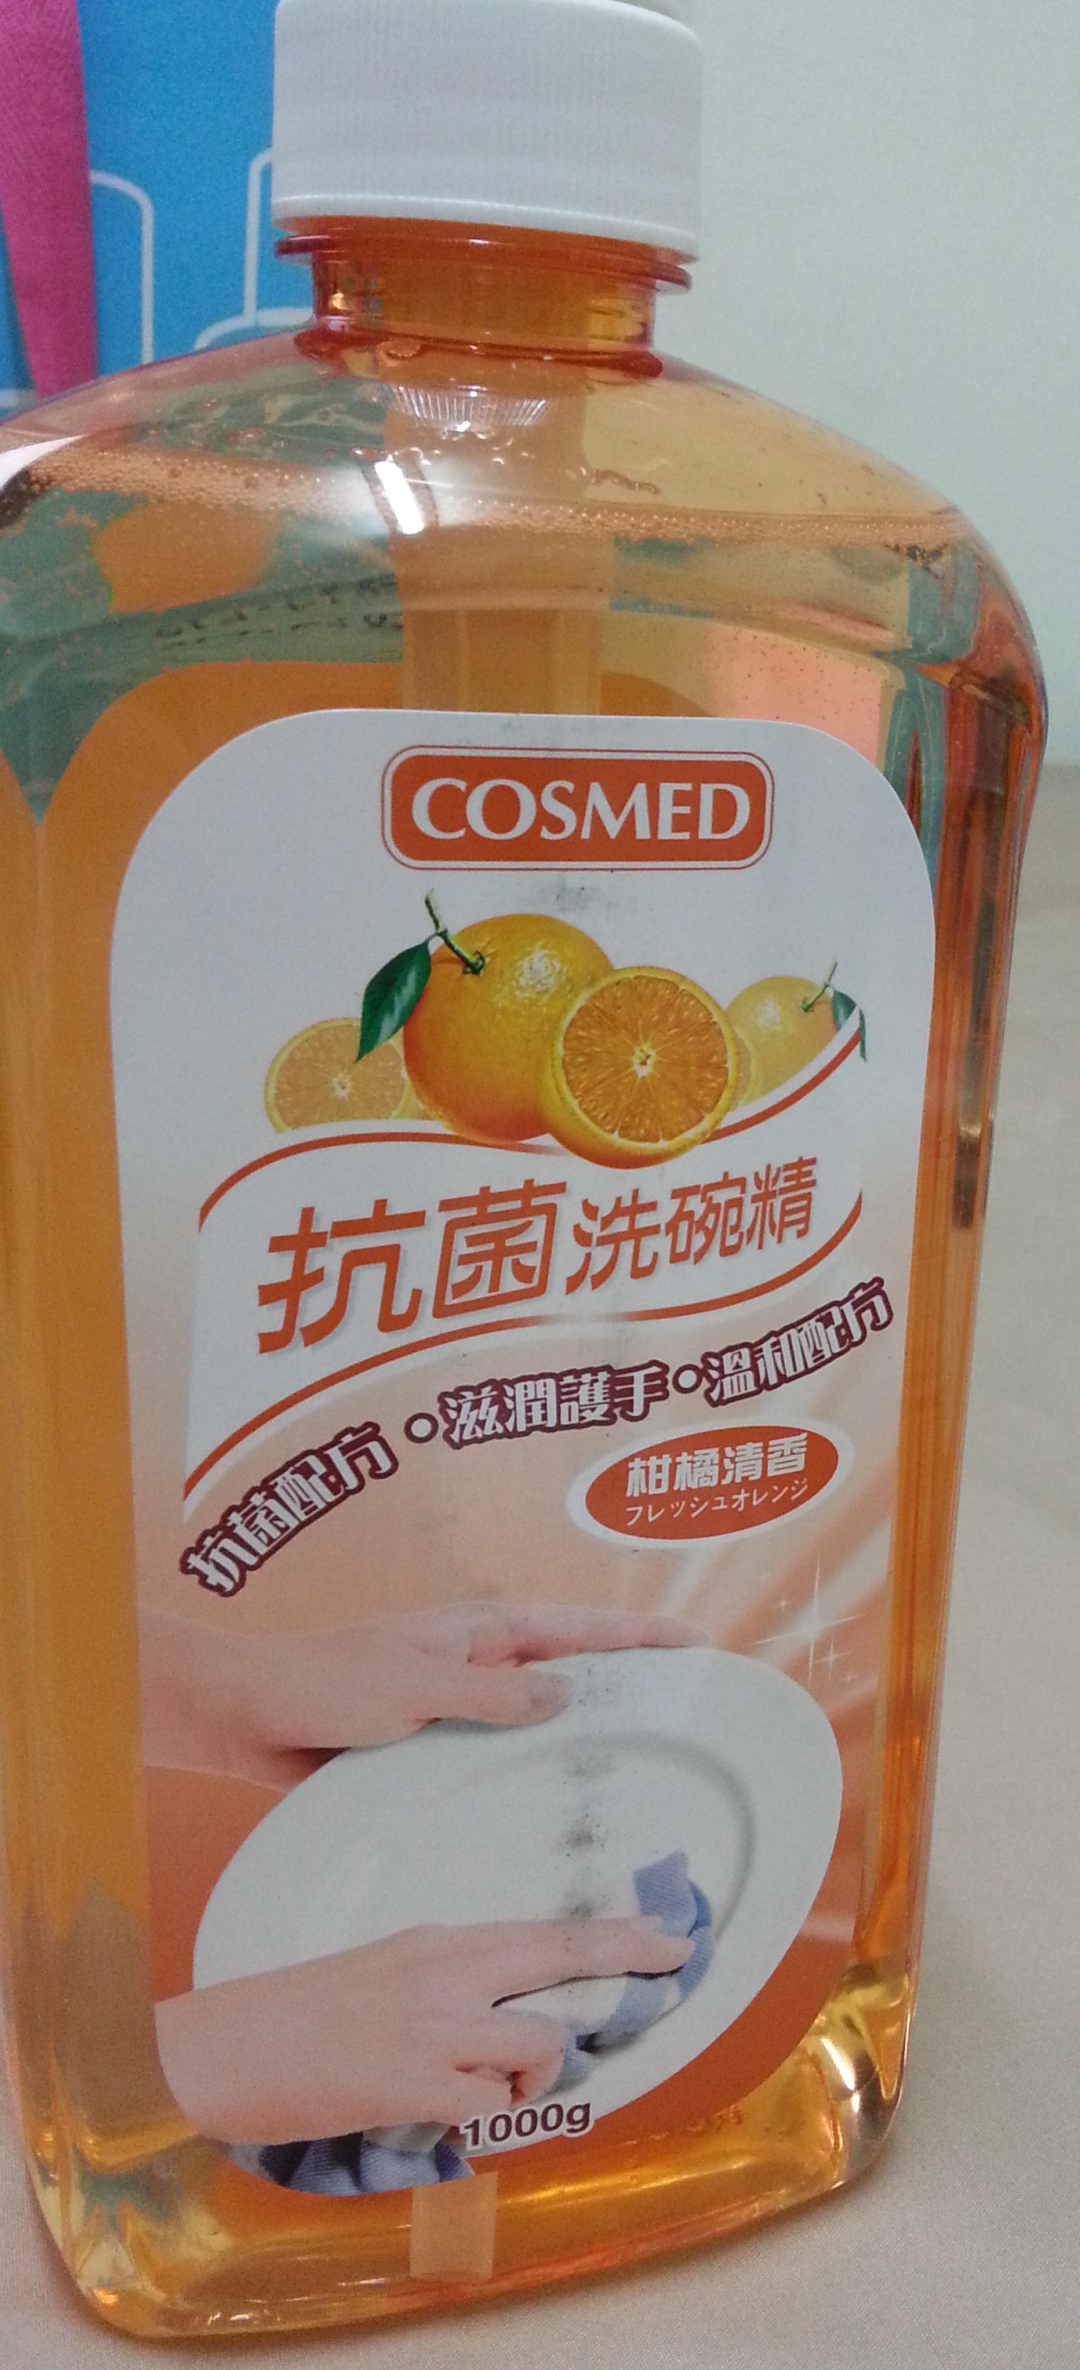 COSMED
抗菌洗碗精
抗菌配方・滋潤護手・溫和配方
柑橘清香
フレッシュオレンジ
1000g